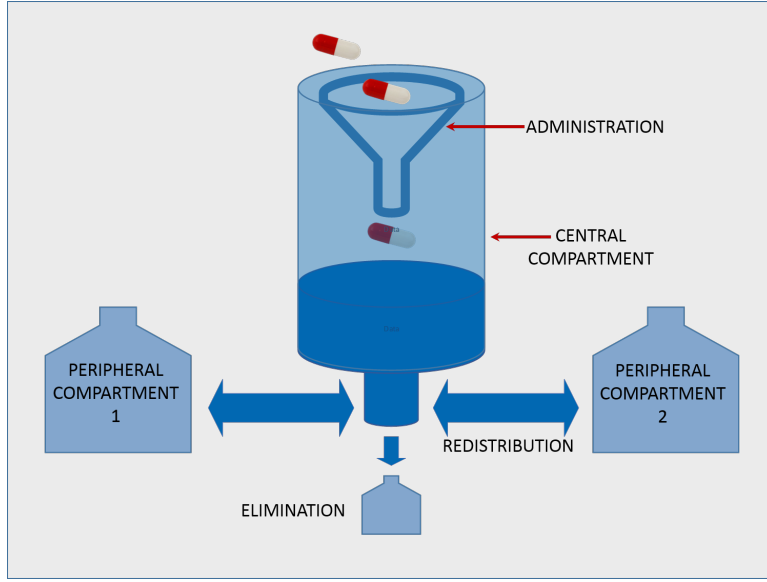 ADMINISTRATION
CENTRAL
COMPARTMENT
PERIPHERAL
COMPARTMENT
1
PERIPHERAL
COMPARTMENT
2
REDISTRIBUTION
ELIMINATION